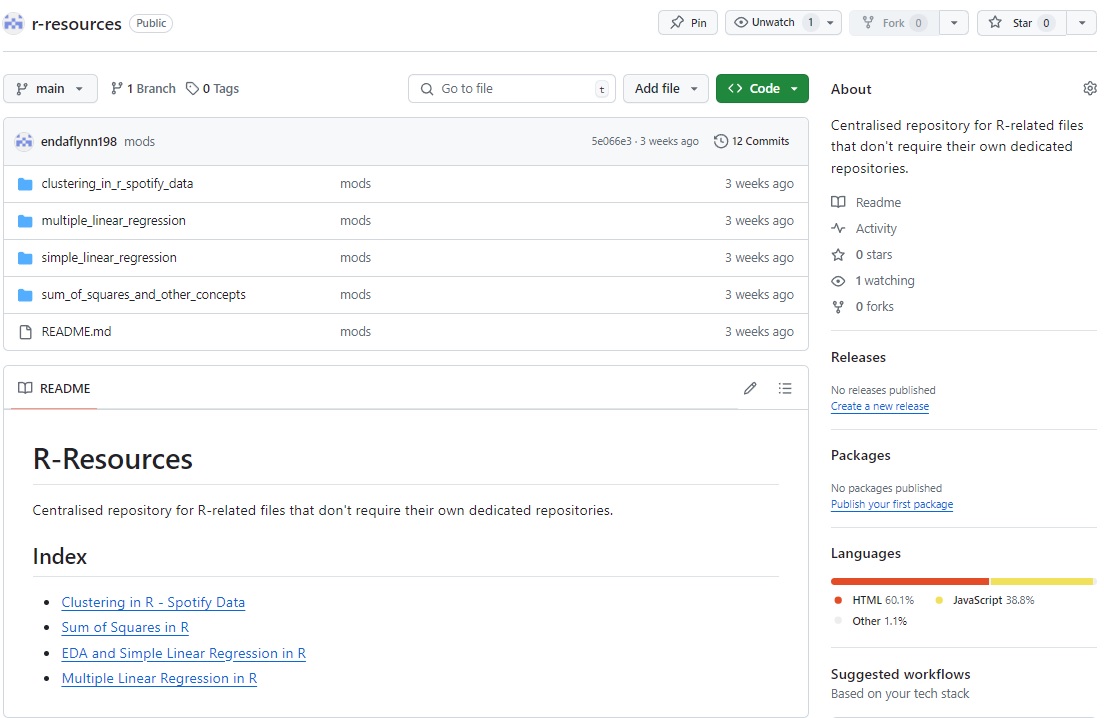 r-resources Public Pin Unwatch 1 Fork 0 Star 0
main 1 Branch 0 Tags Go to file t Add file Code
endaflynn198 mods 5e066e3 · 3 weeks ago 12 Commits
clustering_in_r_spotify_data mods 3 weeks ago
multiple_linear_regression mods 3 weeks ago
simple_linear_regression mods 3 weeks ago
sum_of_squares_and_other_concepts mods 3 weeks ago
README.md mods 3 weeks ago
README
R-Resources
Centralised repository for R-related files that don't require their own dedicated repositories.
Index
Clustering in R - Spotify Data
Sum of Squares in R
EDA and Simple Linear Regression in R
Multiple Linear Regression in R
About
Centralised repository for R-related files
that don't require their own dedicated
repositories.
Readme
Activity
0 stars
1 watching
0 forks
Releases
No releases published
Create a new release
Packages
No packages published
Publish your first package
Languages
HTML 60.1% JavaScript 38.8%
Other 1.1%
Suggested workflows
Based on your tech stack